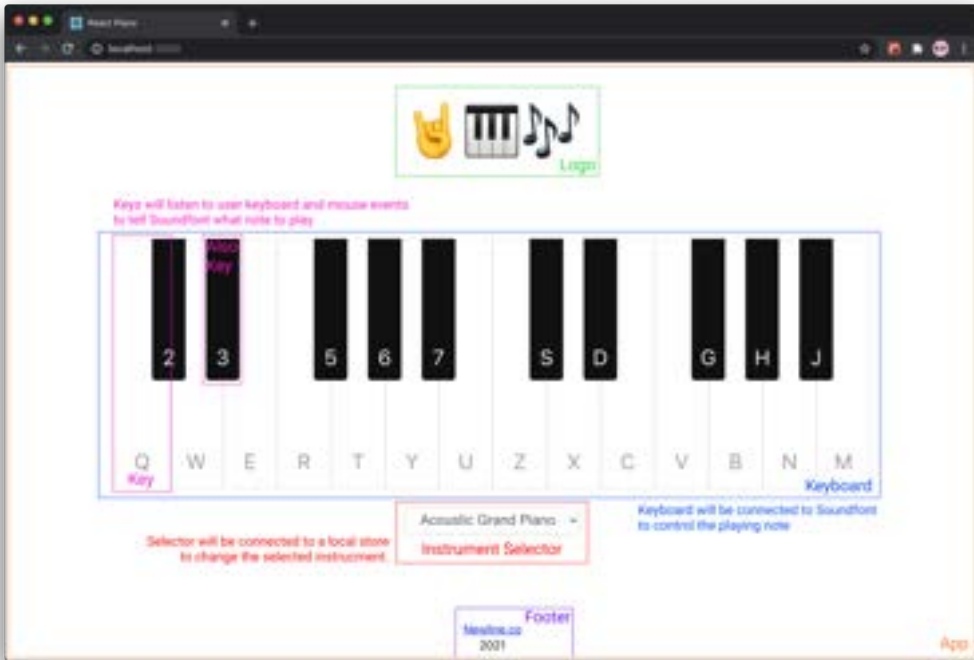 React Piano
localhost
Logo
Keys will listen to user keyboard and mouse events
to tell Soundfont what note to play
Also
Key
2 3 5 6 7 S D G H J
Q W E R T Y U Z X C V B N M
Key
Keyboard
Keyboard will be connected to Soundfont
to control the playing note
Acoustic Grand Piano
Selector will be connected to a local store
to change the selected instrucment.
Instrument Selector
Footer
Newline.co
2021
App